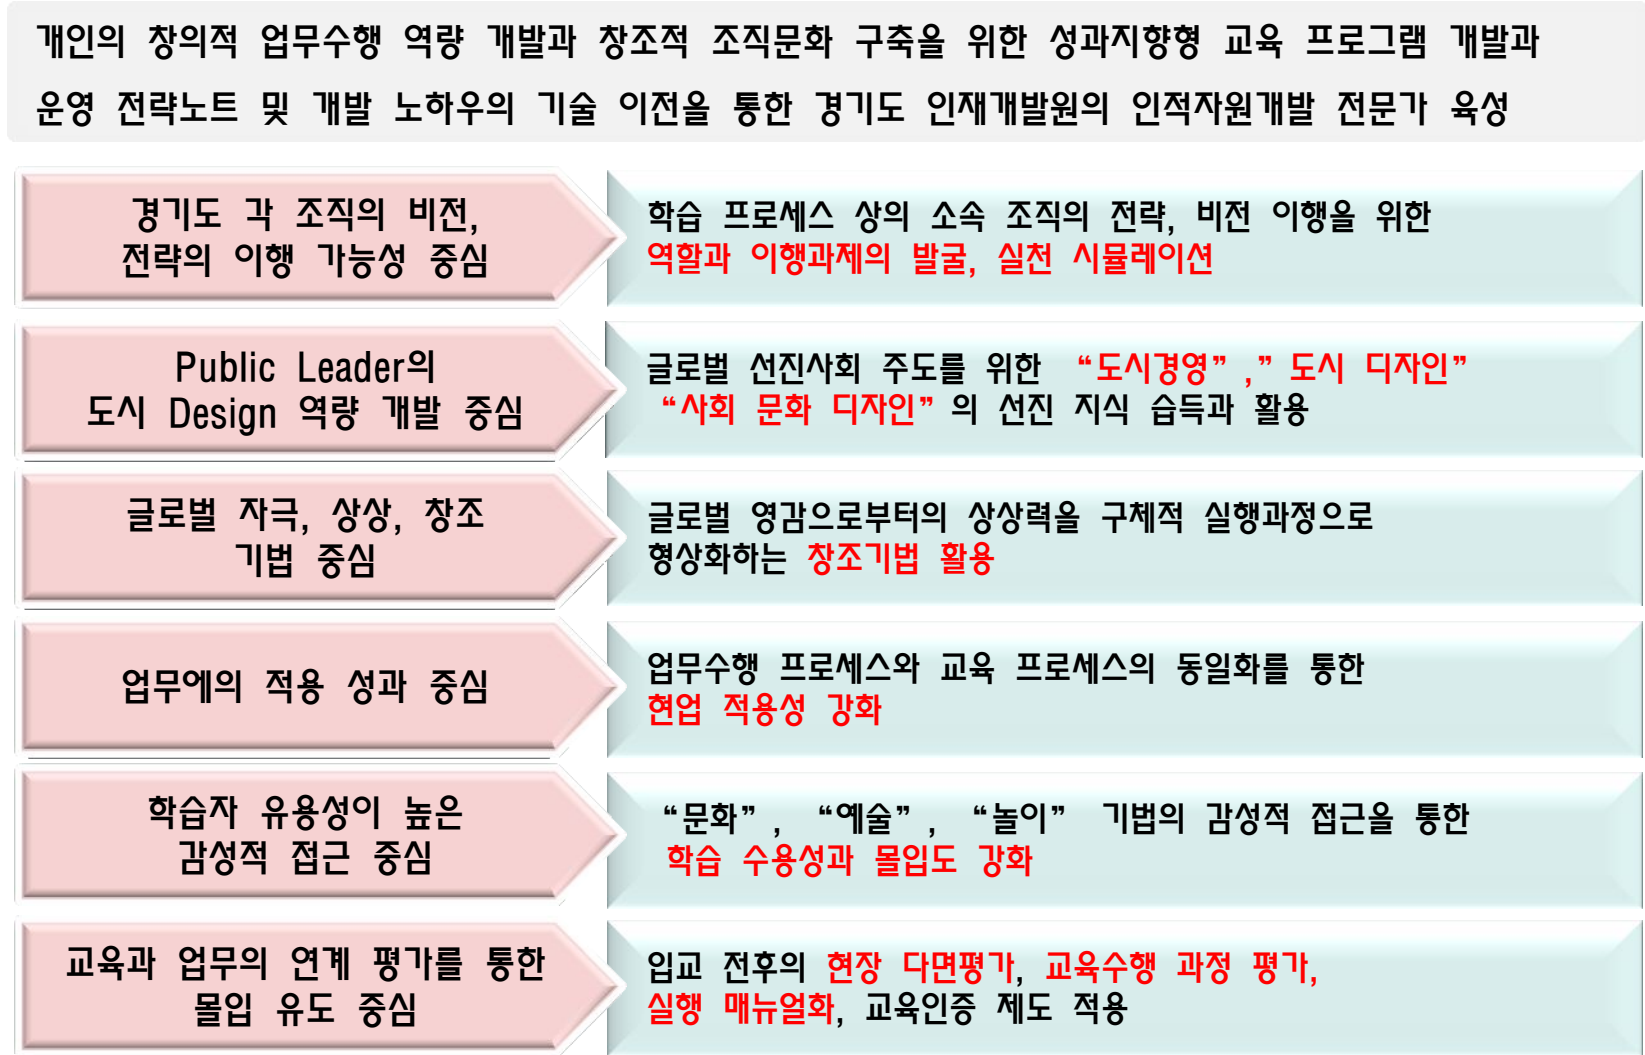 개인의 창의적 업무수행 역량 개발과 창조적 조직문화 구축을 위한 성과지향형 교육 프로그램 개발과
운영 전략노트 및 개발 노하우의 기술 이전을 통한 경기도 인재개발원의 인적자원개발 전문가 육성
경기도 각 조직의 비전,
전략의 이행 가능성 중심
학습 프로세스 상의 소속 조직의 전략, 비전 이행을 위한
역할과 이행과제의 발굴, 실천 시뮬레이션
Public Leader의
도시 Design 역량 개발 중심
글로벌 선진사회 주도를 위한 “도시경영” ,” 도시 디자인”
“사회 문화 디자인” 의 선진 지식 습득과 활용
글로벌 자극, 상상, 창조
기법 중심
글로벌 영감으로부터의 상상력을 구체적 실행과정으로
형상화하는 창조기법 활용
업무에의 적용 성과 중심
업무수행 프로세스와 교육 프로세스의 동일화를 통한
현업 적용성 강화
학습자 유용성이 높은
감성적 접근 중심
“문화” , “예술” , “놀이” 기법의 감성적 접근을 통한
학습 수용성과 몰입도 강화
교육과 업무의 연계 평가를 통한
몰입 유도 중심
입교 전후의 현장 다면평가, 교육수행 과정 평가,
실행 매뉴얼화, 교육인증 제도 적용